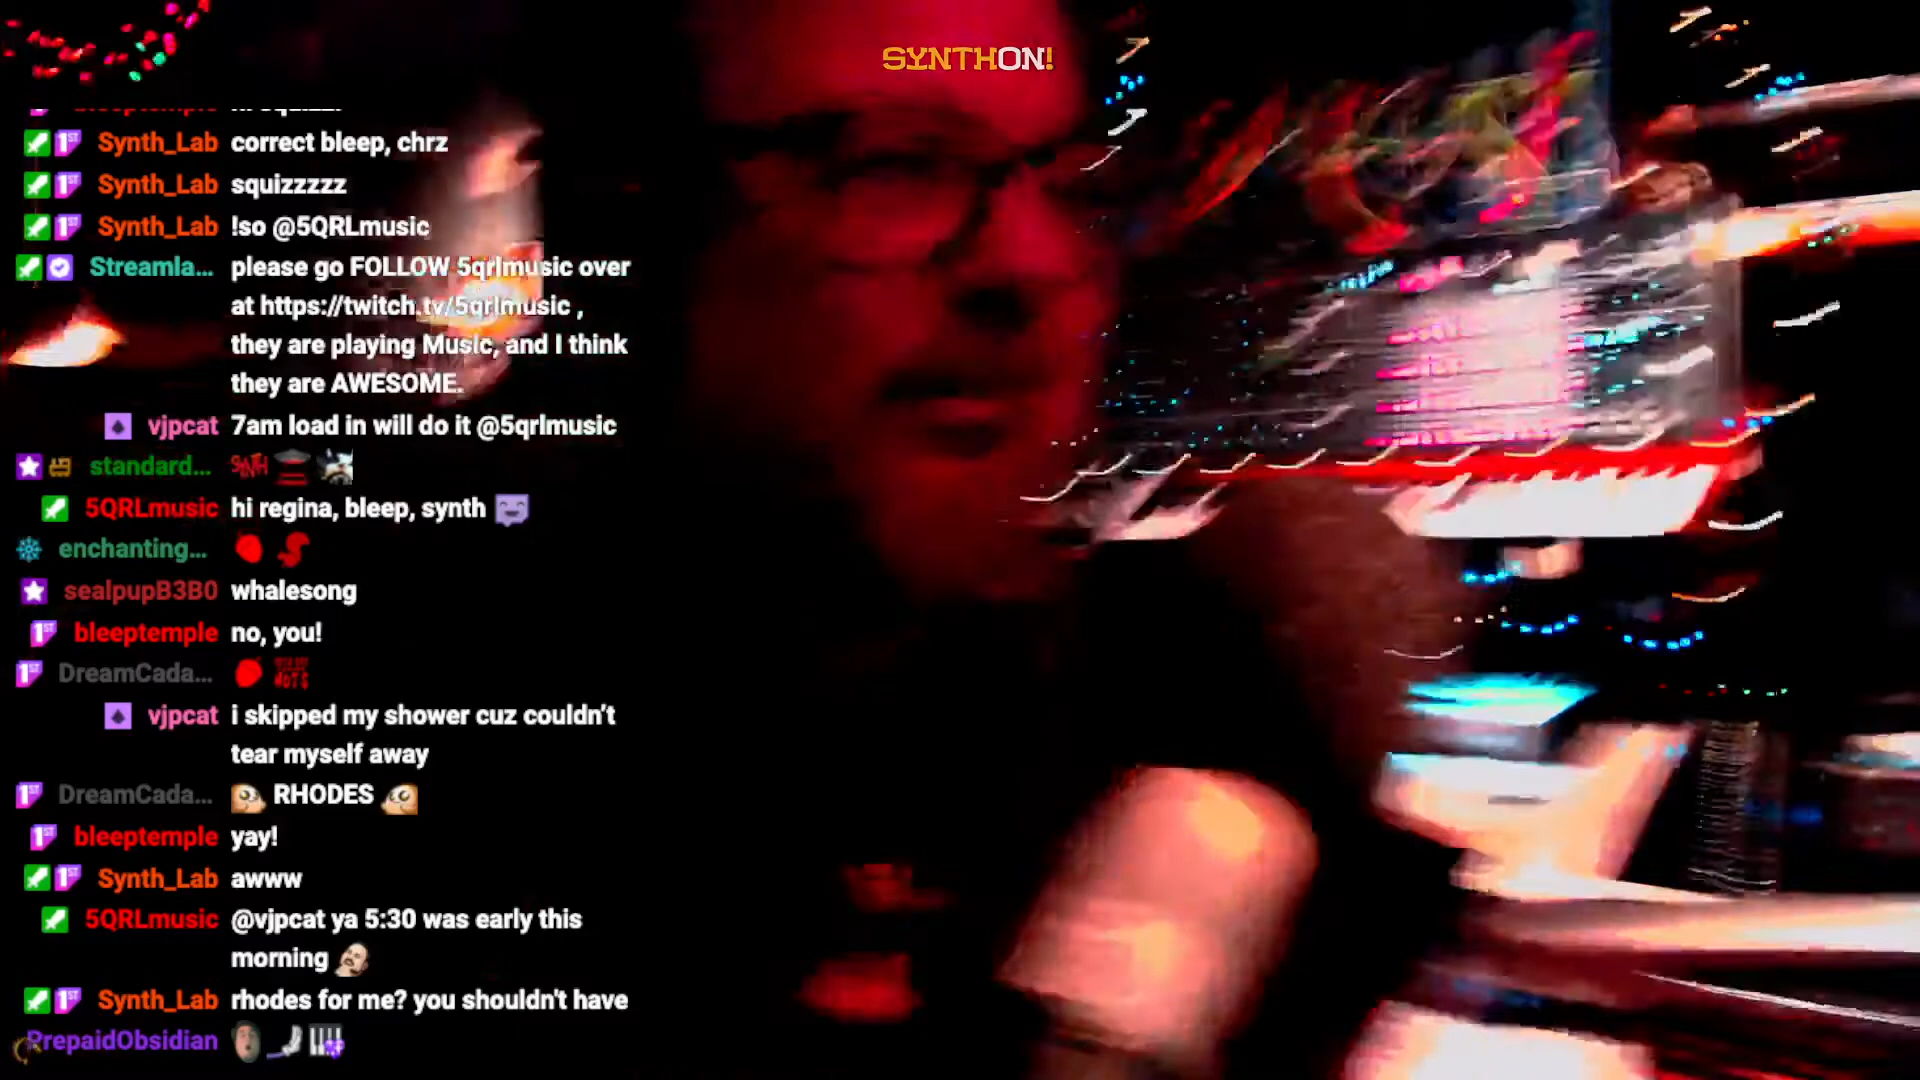 SYNTHON!
Synth_Lab correct bleep, chrz
Synth_Lab squizzzzz
Synth_Lab !so @5QRLmusic
Streamla... please go FOLLOW 5qrlmusic over
at https://twitch.tv/5qrlmusic ,
they are playing Music, and I think
they are AWESOME.
vjpcat 7am load in will do it @5qrlmusic
standard... SYNTH
5QRLmusic hi regina, bleep, synth
enchanting...
sealpupB3B0 whalesong
bleeptemple no, you!
DreamCada...
vjpcat i skipped my shower cuz couldn't
tear myself away
DreamCada... RHODES
bleeptemple yay!
Synth_Lab awww
5QRLmusic @vjpcat ya 5:30 was early this
morning
Synth_Lab rhodes for me? you shouldn't have
PrepaidObsidian